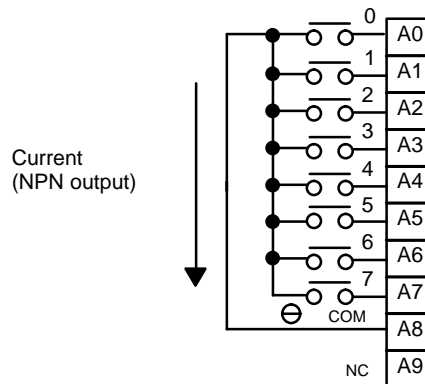 0 A0
1 A1
2 A2
3 A3
Current
(NPN output)
4 A4
5 A5
6 A6
7 A7
COM A8
NC A9